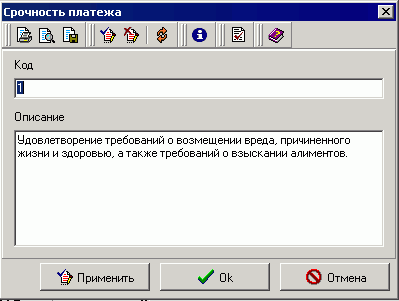 Срочность платежа
Код
1
Описание
Удовлетворение требований о возмещении вреда, причиненного
жизни и здоровью, а также требований о взыскании алиментов.
Применить
Ok
Отмена